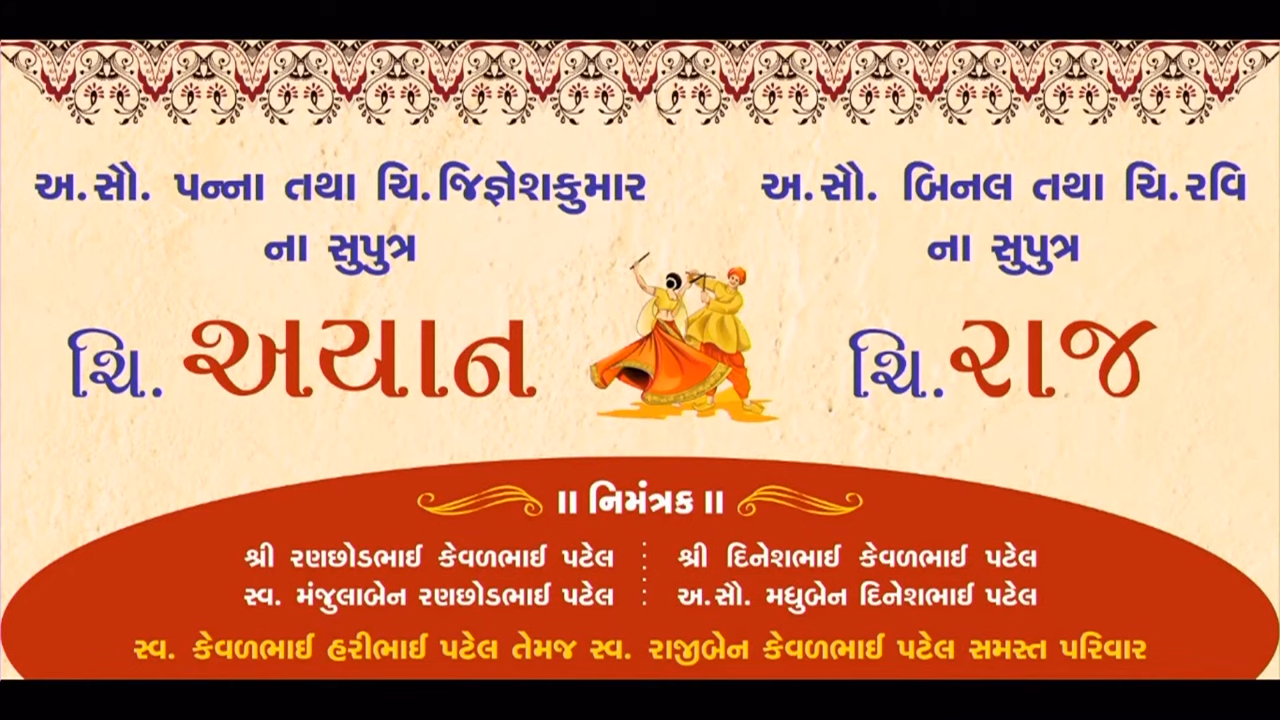 અ.સૌ. પન્ના તથા ચિ.જિજ્ઞેશકુમાર
ના સુપુત્ર
ચિ. અયાન
અ.સૌ. બિનલ તથા ચિ.રવિ
ના સુપુત્ર
ચિ. રાજ
॥ નિમંત્રક ॥
શ્રી રણછોડભાઈ કેવળભાઈ પટેલ
સ્વ. મંજુલાબેન રણછોડભાઈ પટેલ
શ્રી દિનેશભાઈ કેવળભાઈ પટેલ
અ.સૌ. મધુબેન દિનેશભાઈ પટેલ
સ્વ. કેવળભાઈ હરીભાઈ પટેલ તેમજ સ્વ. રાજીબેન કેવળભાઈ પટેલ સમસ્ત પરિવાર